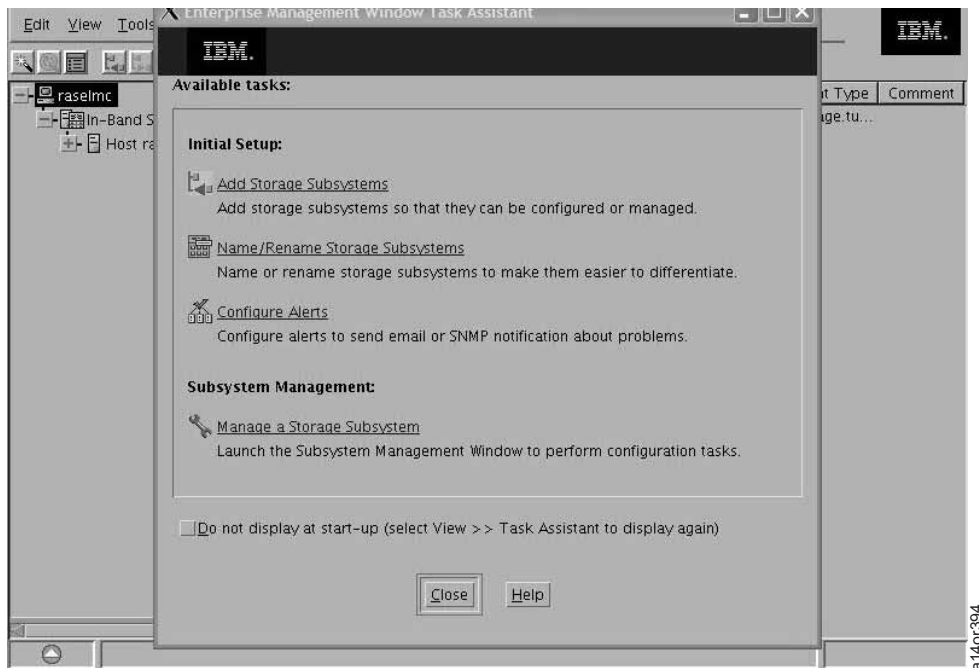 Enterprise Management Window Task Assistant
Edit View Tools
IBM.
IBM.
Available tasks:
raselmc
In-Band S
Host ra
t Type Comment
age.tu...
Initial Setup:
Add Storage Subsystems
Add storage subsystems so that they can be configured or managed.
Name/Rename Storage Subsystems
Name or rename storage subsystems to make them easier to differentiate.
Configure Alerts
Configure alerts to send email or SNMP notification about problems.
Subsystem Management:
Manage a Storage Subsystem
Launch the Subsystem Management Window to perform configuration tasks.
Do not display at start-up (select View >> Task Assistant to display again)
Close Help